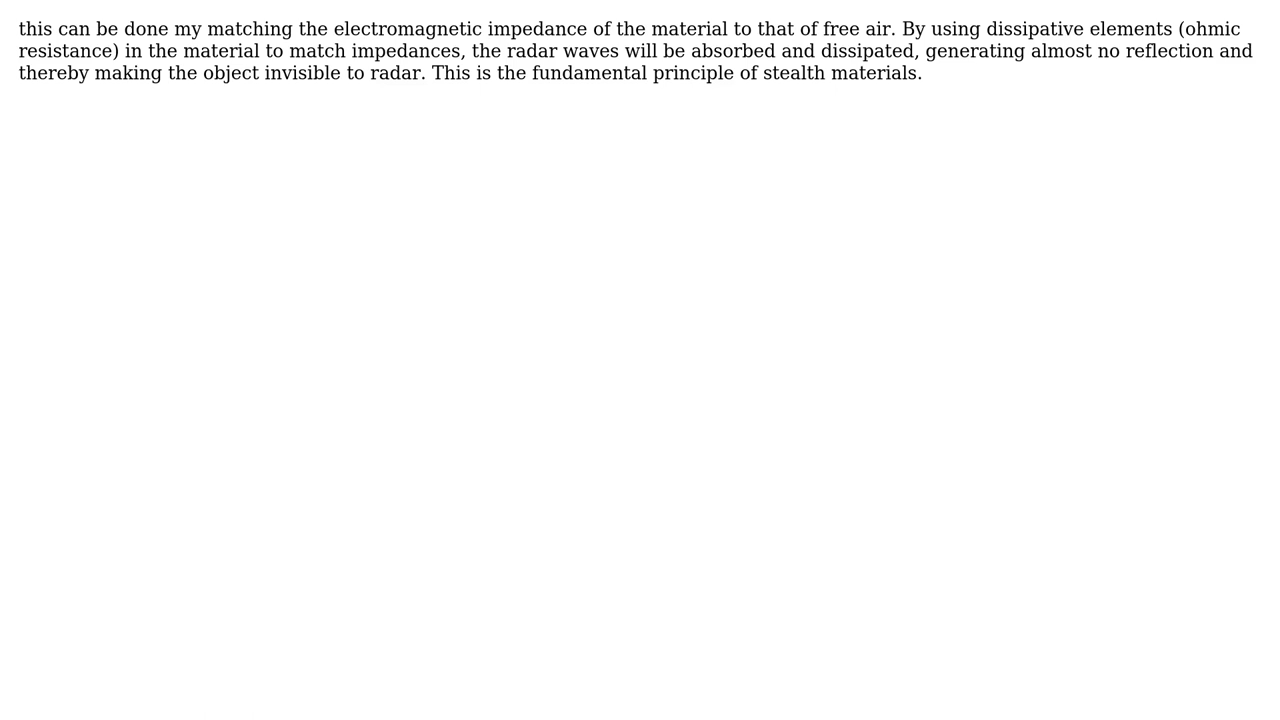 this can be done my matching the electromagnetic impedance of the material to that of free air. By using dissipative elements (ohmic
resistance) in the material to match impedances, the radar waves will be absorbed and dissipated, generating almost no reflection and
thereby making the object invisible to radar. This is the fundamental principle of stealth materials.